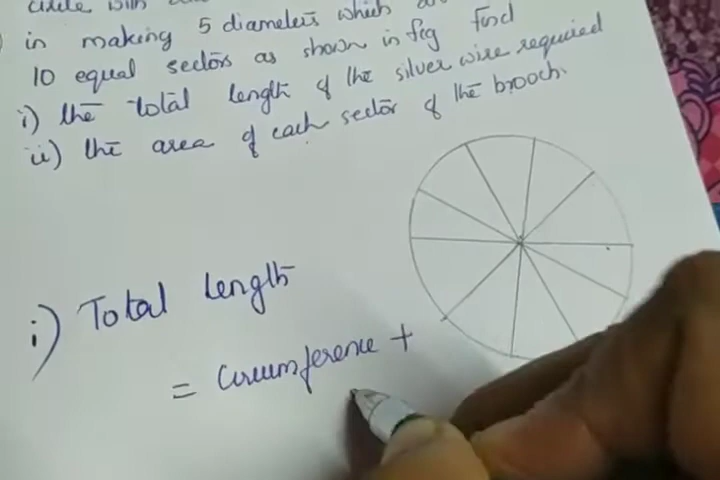 in making 5 diameters which
10 equal sectors as shown in fig find
i) the total length of the silver wire required
ii) the area of each sector of the brooch.
i) Total length
= Circumference +